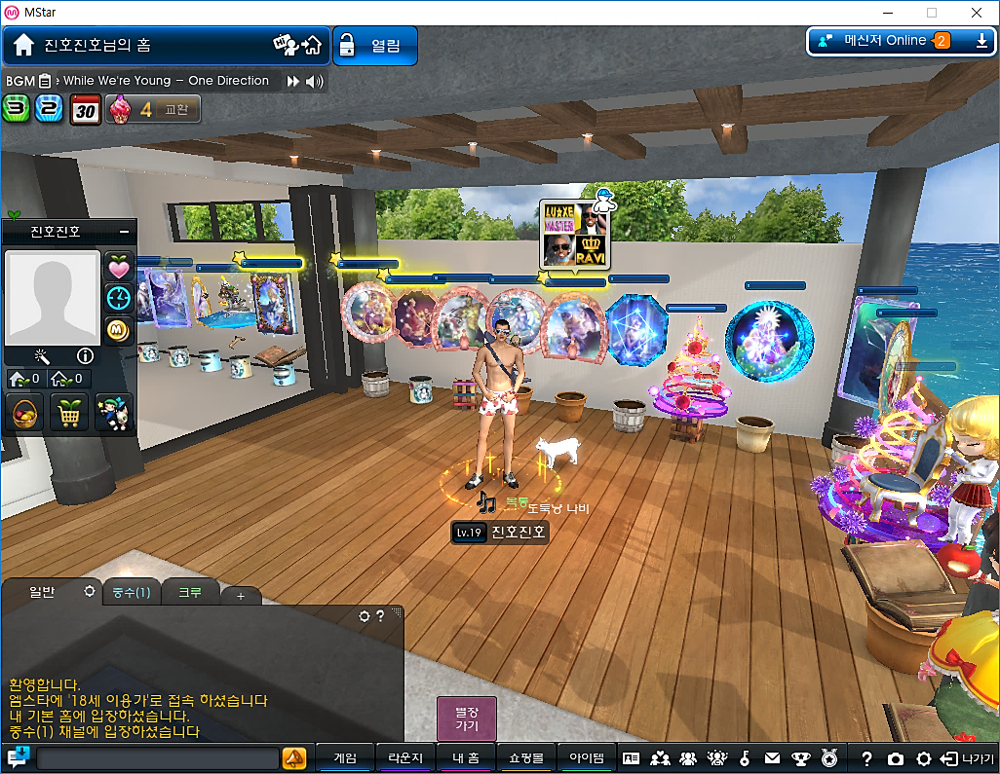 MStar
진호진호님의 홈
Hi
열림
메신저 Online 2
BGM While We're Young – One Direction
3 2 30 4 교환
진호진호
LUXE
MASTER
RAVI
M
0 0
도둑냥 나비
Lv.19 진호진호
일반 중수(1) 크루 +
?
환영합니다.
엠스타에 '18세 이용가'로 접속 하셨습니다
내 기본 홈에 입장하셨습니다.
중수(1) 채널에 입장하셨습니다
별장
가기
게임 라운지 내 홈 쇼핑몰 아이템 ? 나가기